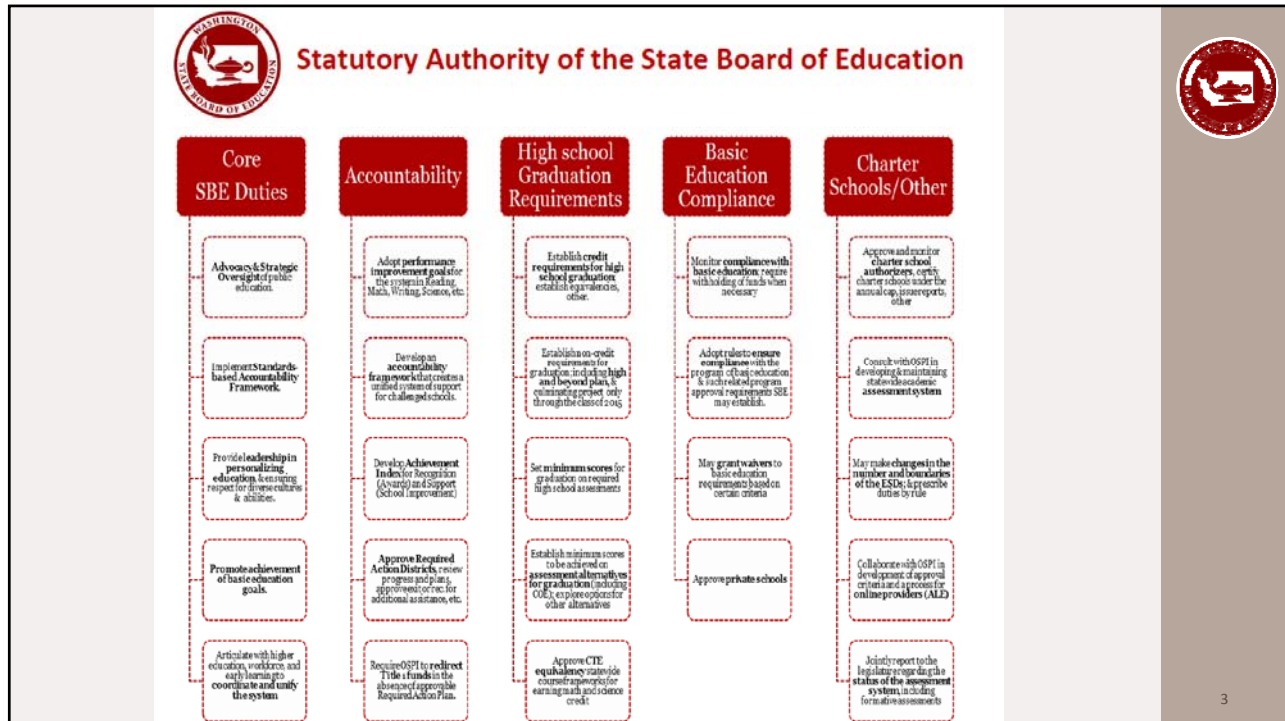 WASHINGTON
STATE BOARD OF EDUCATION
Statutory Authority of the State Board of Education
Core
SBE Duties
Advocacy & Strategic
Oversight of public
education.
Implement Standards-
based Accountability
Framework.
Provide leadership in
personalizing
education, & ensuring
respect for diverse cultures
& abilities.
Promote achievement
of basic education
goals.
Articulate with higher
education, workforce, and
early learning to
coordinate and unify
the system
Accountability
Adopt performance
improvement goals for
the system in Reading,
Math, Writing, Science, etc.
Develop an
accountability
framework that creates a
unified system of support
for challenged schools.
Develop Achievement
Index for Recognition
(Awards) and Support
(School Improvement)
Approve Required
Action Districts, review
progress and plans,
approve exit or rec. for
additional assistance, etc.
Require OSPI to redirect
Title 1 funds in the
absence of approvable
Required Action Plan.
High school
Graduation
Requirements
Establish credit
requirements for high
school graduation;
establish equivalencies,
other.
Establish non-credit
requirements for
graduation; including high
and beyond plan, &
culminating project only
through the class of 2015
Set minimum scores for
graduation on required
high school assessments
Establish minimum scores
to be achieved on
assessment alternatives
for graduation (including
COE); explore options for
other alternatives
Approve CTE
equivalency statewide
course frameworks for
earning math and science
credit
Basic
Education
Compliance
Monitor compliance with
basic education; require
withholding of funds when
necessary
Adopt rules to ensure
compliance with the
program of basic education,
& such related program
approval requirements SBE
may establish.
May grant waivers to
basic education
requirements based on
certain criteria
Approve private schools
Charter
Schools/Other
Approve and monitor
charter school
authorizers, certify
charter schools under the
annual cap, issue reports,
other
Consult with OSPI in
developing & maintaining
statewide academic
assessment system
May make changes in the
number and boundaries
of the ESDs; & prescribe
duties by rule
Collaborate with OSPI in
development of approval
criteria and a process for
online providers (ALE)
Jointly report to the
legislature regarding the
status of the assessment
system, including
formative assessments
3